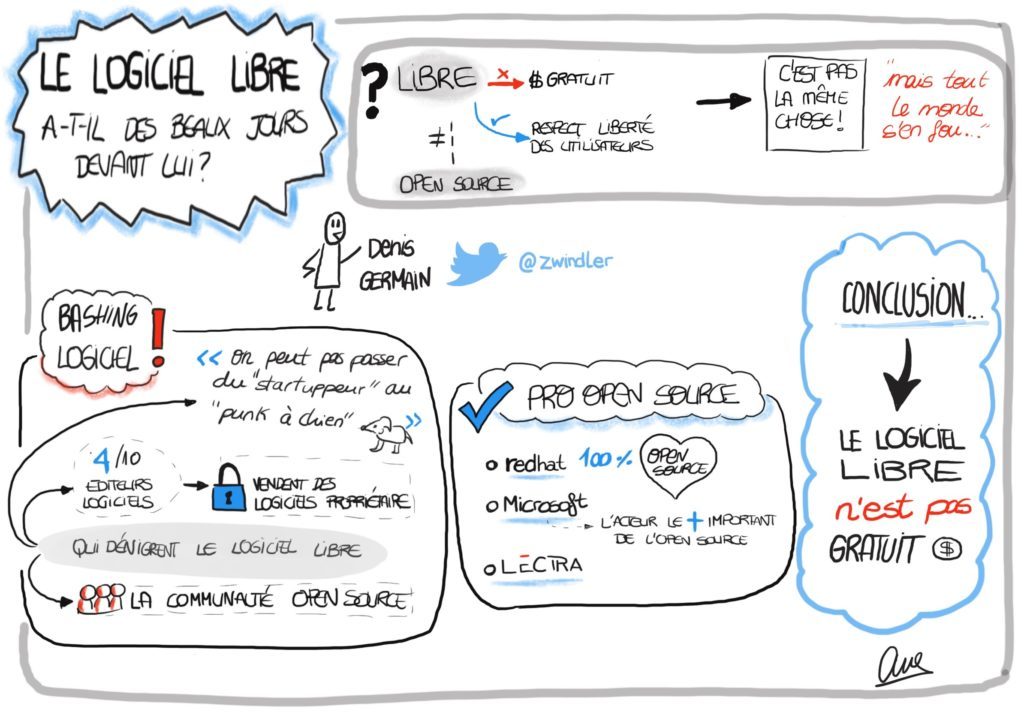 LE LOGICIEL LIBRE
A-T-IL DES BEAUX JOURS
DEVANT LUI?
?
LIBRE
x
$ GRATUIT
RESPECT LIBERTÉ
DES UTILISATEURS
≠
OPEN SOURCE
C'EST PAS
LA MÊME
CHOSE!
"mais tout
le monde
s'en fou..."
Denis
GERMAIN
@zwindler
BASHING
LOGICIEL
!
<< On peut pas passer
du "startuppeur" au
"punk à chien" >>
4/10
EDITEURS
LOGICIELS
VENDENT DES
LOGICIELS PROPRIÉTAIRE
QUI DÉNIGRENT LE LOGICIEL LIBRE
LA COMMUNAUTÉ OPEN SOURCE
PRO OPEN SOURCE
redhat 100% OPEN
SOURCE
Microsoft
L'ACTEUR LE + IMPORTANT
DE L'OPEN SOURCE
LECTRA
CONCLUSION...
LE LOGICIEL
LIBRE
n'est pas
GRATUIT $